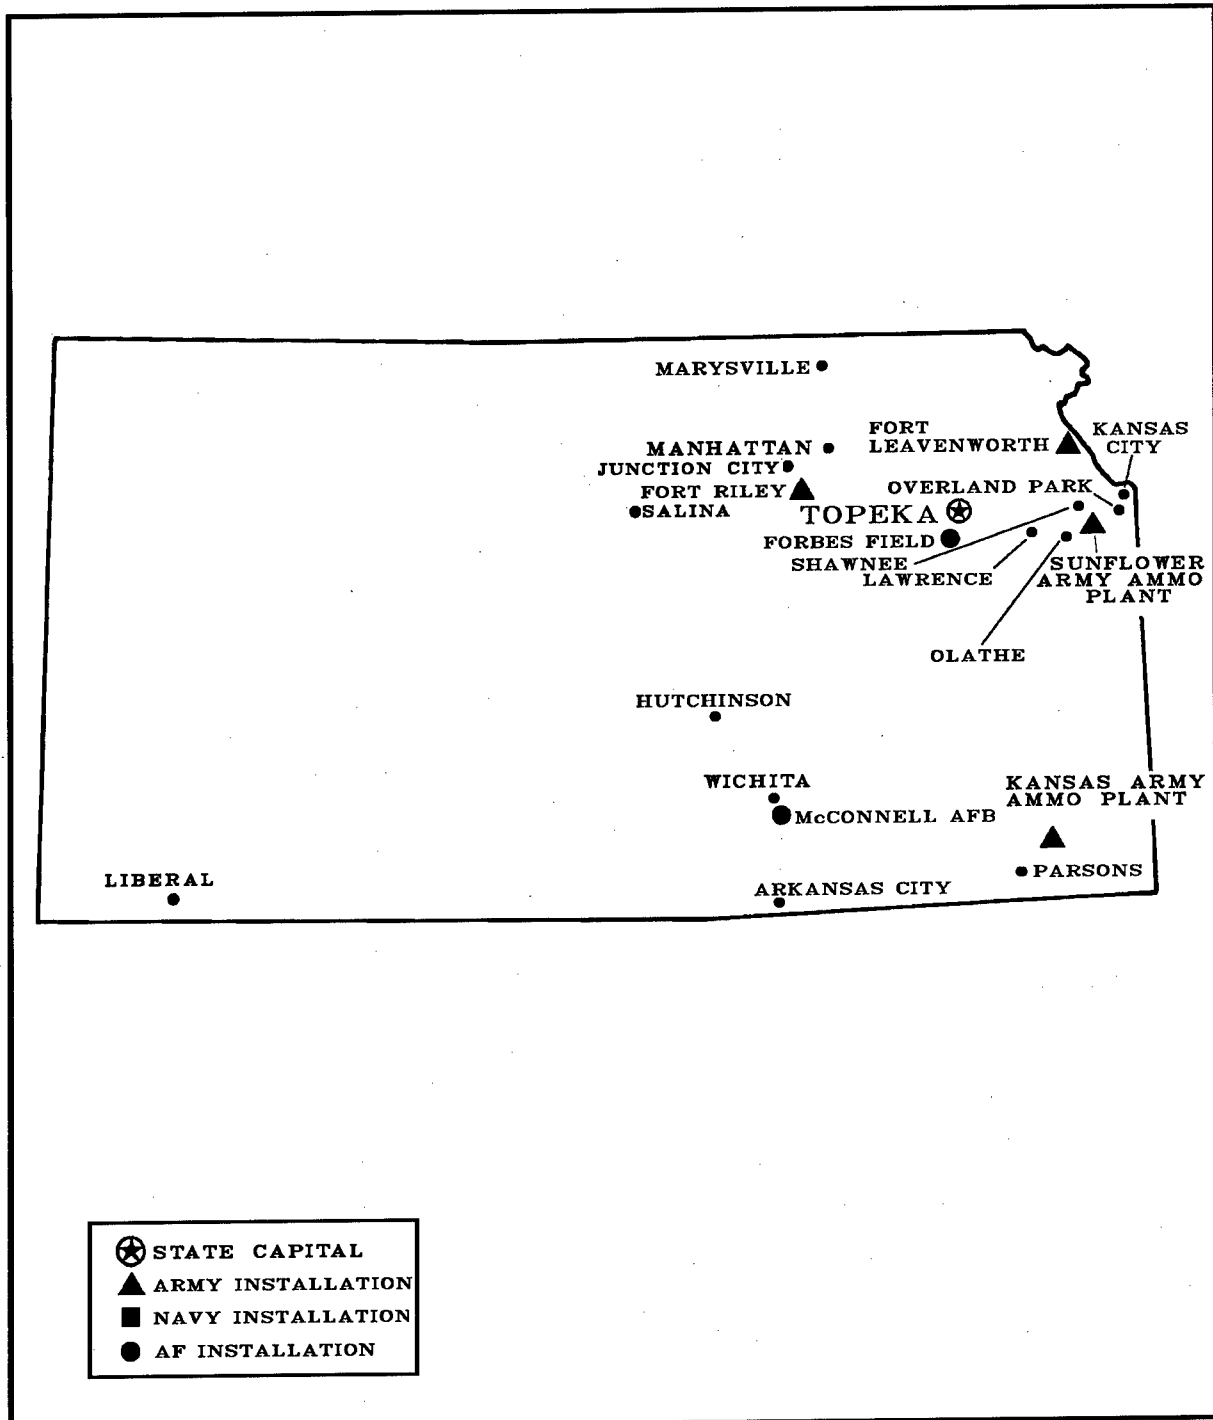 MARYSVILLE
FORT
LEAVENWORTH
KANSAS
CITY
MANHATTAN
JUNCTION CITY
FORT RILEY
OVERLAND PARK
SALINA
TOPEKA
FORBES FIELD
SHAWNEE
LAWRENCE
SUNFLOWER
ARMY AMMO
PLANT
OLATHE
HUTCHINSON
WICHITA
McCONNELL AFB
KANSAS ARMY
AMMO PLANT
PARSONS
LIBERAL
ARKANSAS CITY
STATE CAPITAL
ARMY INSTALLATION
NAVY INSTALLATION
AF INSTALLATION